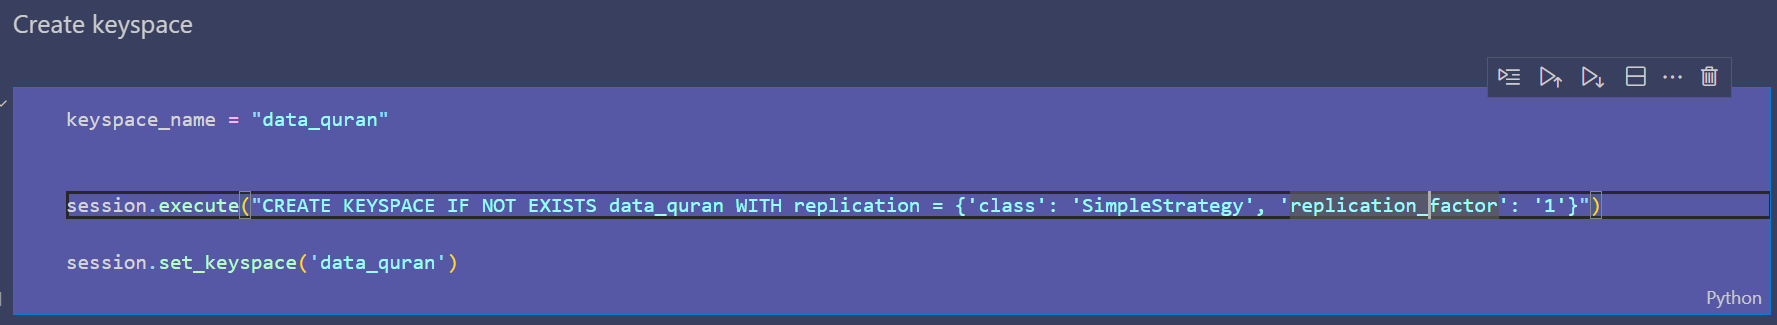 Create keyspace
keyspace_name = "data_quran"
session.execute("CREATE KEYSPACE IF NOT EXISTS data_quran WITH replication = {'class': 'SimpleStrategy', 'replication_factor': '1'}")
session.set_keyspace('data_quran')
Python